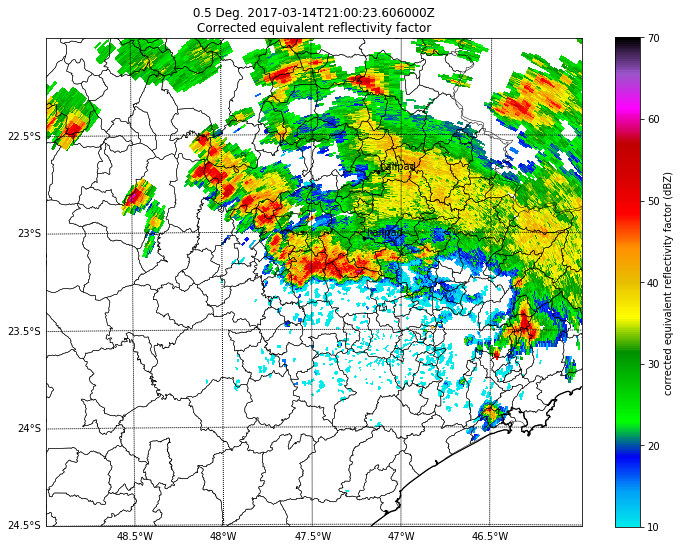 0.5 Deg. 2017-03-14T21:00:23.606000Z
Corrected equivalent reflectivity factor
70
60
50
40
30
20
10
corrected equivalent reflectivity factor (dBZ)
22.5°S
23°S
23.5°S
24°S
24.5°S
48.5°W
48°W
47.5°W
47°W
46.5°W